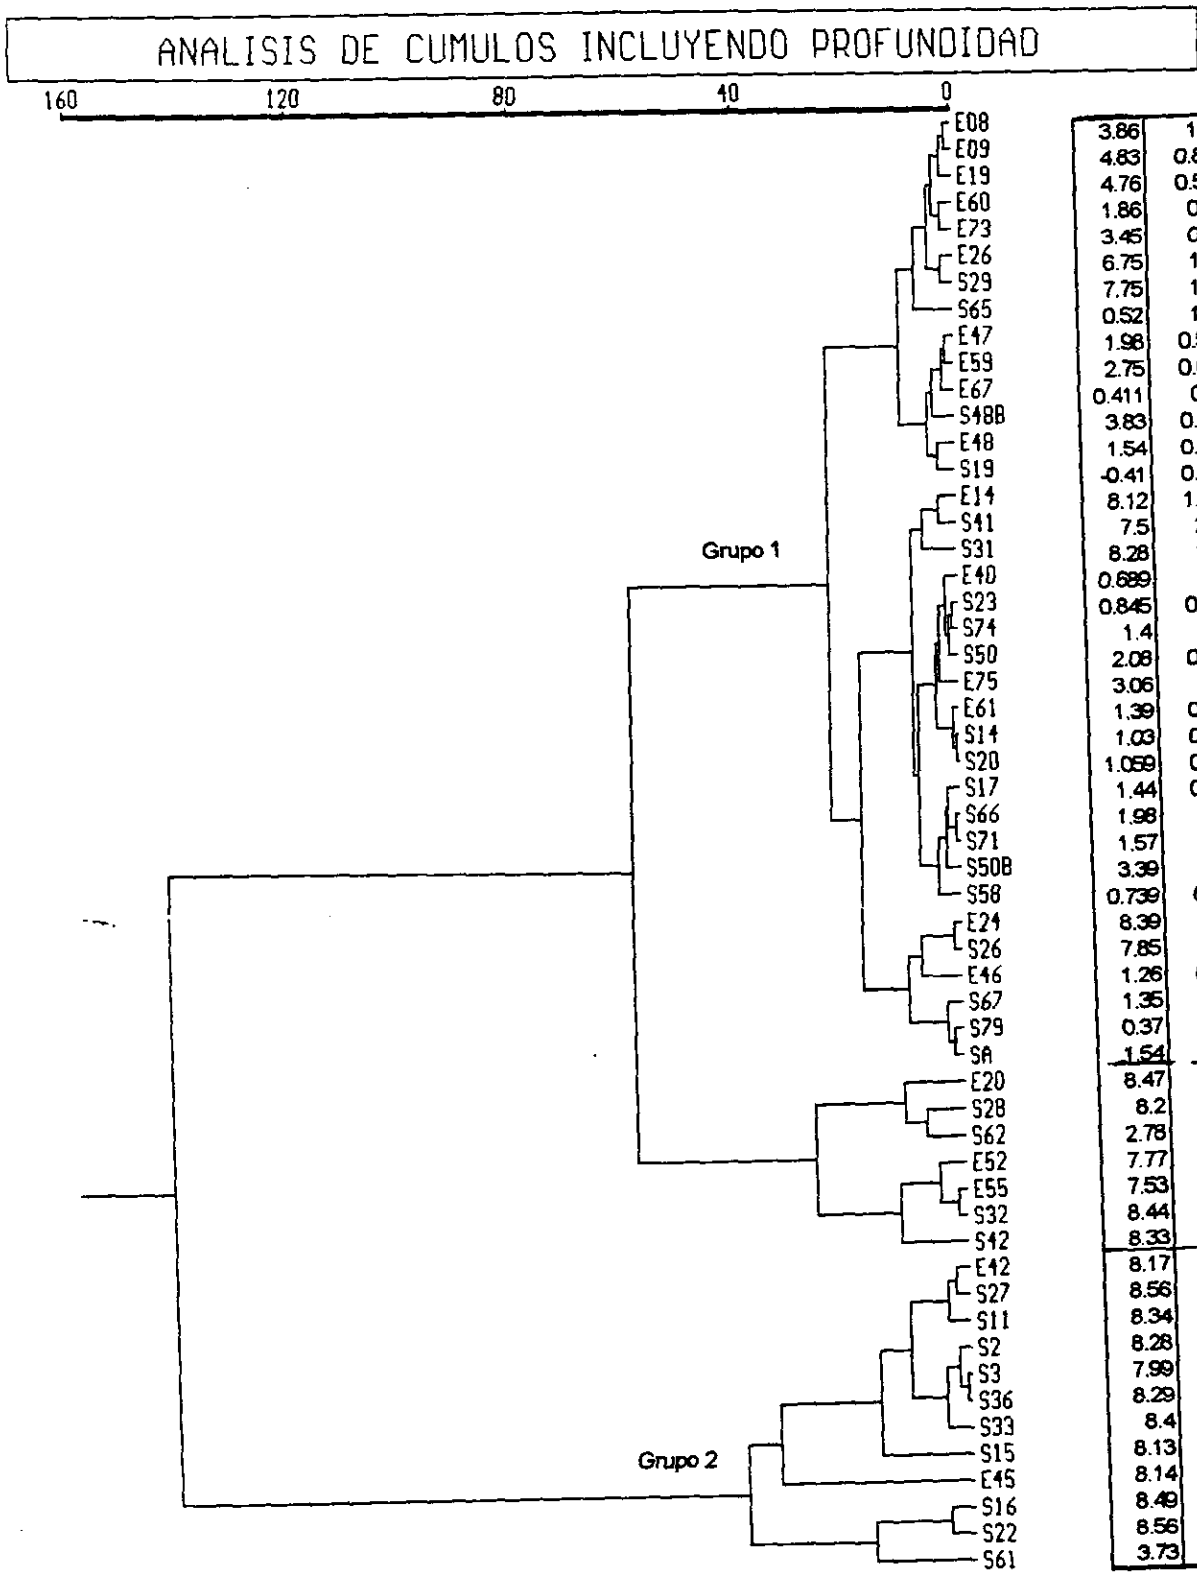 ANALISIS DE CUMULOS INCLUYENDO PROFUNDIDAD
160 120 80 40 0
E08 3.86
E09 4.83
E19 4.76
E60 1.86
E73 3.45
E26 6.75
S29 7.75
S65 0.52
E47 1.98
E59 2.75
E67 0.411
S48B 3.83
E48 1.54
S19 -0.41
E14 8.12
S41 7.5
Grupo 1
S31 8.28
E40 0.689
S23 0.845
S74 1.4
S50 2.08
E75 3.06
E61 1.39
S14 1.03
S20 1.059
S17 1.44
S66 1.98
S71 1.57
S50B 3.39
S58 0.739
E24 8.39
S26 7.85
E46 1.26
S67 1.35
S79 0.37
SA 1.54
E20 8.47
S28 8.2
S62 2.78
E52 7.77
E55 7.53
S32 8.44
S42 8.33
E42 8.17
S27 8.56
S11 8.34
S2 8.28
S3 7.99
S36 8.29
S33 8.4
S15 8.13
Grupo 2
E45 8.14
S16 8.49
S22 8.56
S61 3.73